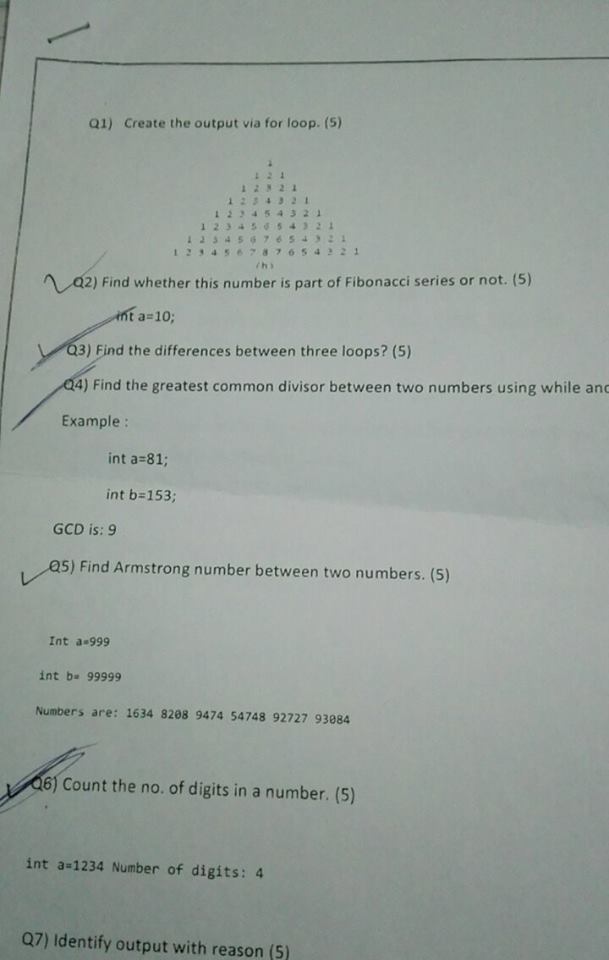 Q1) Create the output via for loop. (5)
1
1 2 1
1 2 3 2 1
1 2 3 4 3 2 1
1 2 3 4 5 4 3 2 1
1 2 3 4 5 6 5 4 3 2 1
1 2 3 4 5 6 7 6 5 4 3 2 1
1 2 3 4 5 6 7 8 7 6 5 4 3 2 1
(h)
Q2) Find whether this number is part of Fibonacci series or not. (5)
int a=10;
Q3) Find the differences between three loops? (5)
Q4) Find the greatest common divisor between two numbers using while and
Example :
int a=81;
int b=153;
GCD is: 9
Q5) Find Armstrong number between two numbers. (5)
Int a=999
int b= 99999
Numbers are: 1634 8208 9474 54748 92727 93084
Q6) Count the no. of digits in a number. (5)
int a=1234 Number of digits: 4
Q7) Identify output with reason (5)